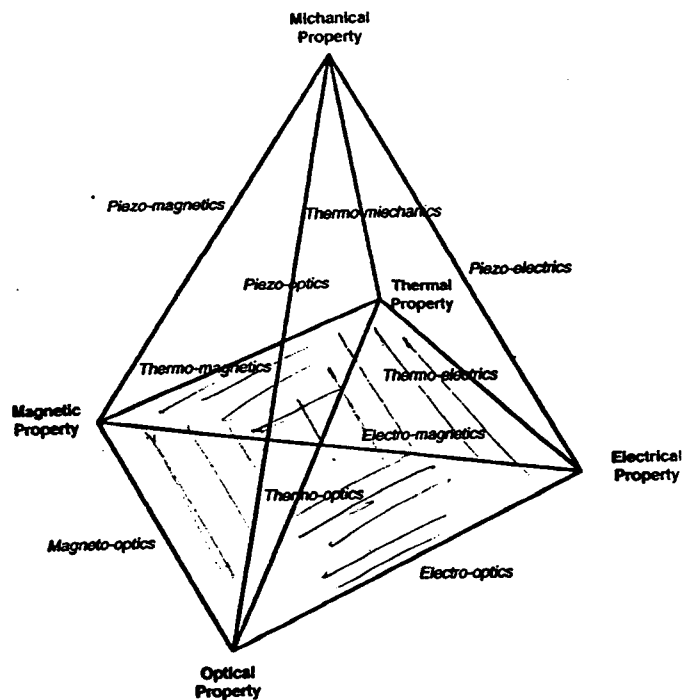 Michanical
Property
Piezo-magnetics
Thermo-miechanics
Piezo-electrics
Piezo-optics
Thermal
Property
Thermo-magnetics
Thermo-electrics
Magnetic
Property
Electro-magnetics
Electrical
Property
Thermo-optics
Magneto-optics
Electro-optics
Optical
Property